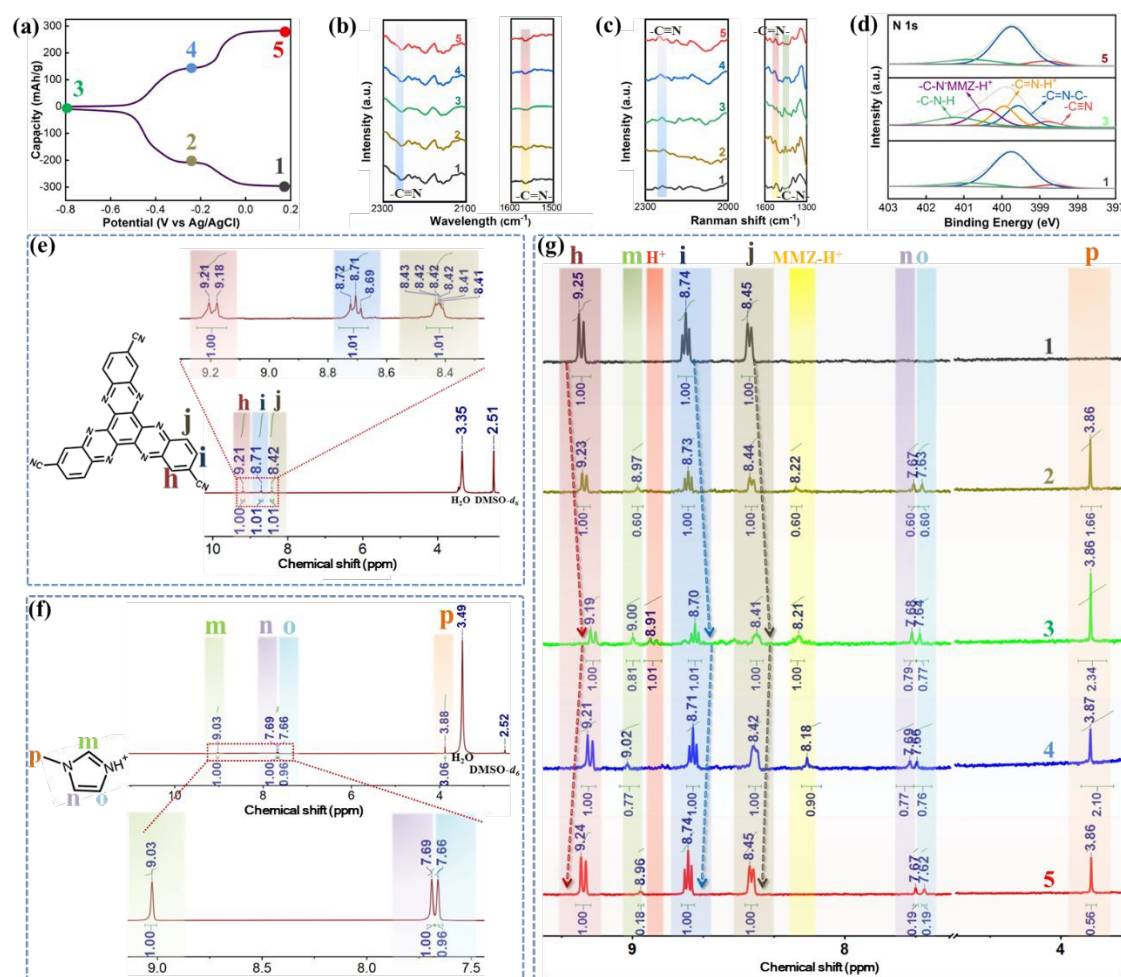 (a)
Capacity (mAh/g)
300
200
100
0
100
200
300
3
4
5
2
1
-0.8 -0.6 -0.4 -0.2 0.0 0.2
Potential (V vs Ag/AgCl)
(b)
Intensity (a.u.)
5
4
3
2
1
-C≡N
-C=N-
2300 2100 1600 1500
Wavelength (cm⁻¹)
(c)
Intensity (a.u.)
-C≡N -C=N-
5
4
3
2
1
C-N-
2300 2000 1600 1300
Ranman shift (cm⁻¹)
(d)
N 1s
5
-C-N⁻MMZ-H⁺
-C=N-H⁺
-C-N-H
-C=N-C-
-C≡N
3
1
403 402 401 400 399 398 397
Binding Energy (eV)
(e)
9.21
9.18
8.72
8.71
8.69
8.43
8.42
8.42
8.42
8.41
8.41
1.00
1.01
1.01
9.2 9.0 8.8 8.6 8.4
CN
NC
CN
N N N N N N
j
i
h
h i j
9.21
8.71
8.42
3.35
2.51
1.00
1.01
1.01
H₂O DMSO-d₆
10 8 6 4
Chemical shift (ppm)
(f)
m n o p
9.03
7.69
7.66
3.88
3.49
2.52
1.00
1.00
0.96
3.06
H₂O
DMSO-d₆
p
m
N
NH⁺
n o
10 8 6 4
Chemical shift (ppm)
9.03
7.69
7.66
1.00
1.00
0.96
9.0 8.5 8.0 7.5
(g)
h m H⁺ i j MMZ-H⁺ n o p
9.25
8.74
8.45
1
1.00
1.00
1.00
9.23
8.97
8.73
8.44
8.22
7.67
7.63
3.86
2
1.00
0.60
1.00
1.00
0.60
0.60
0.60
1.66
9.19
9.00
8.91
8.70
8.41
8.21
7.68
7.64
3.86
3
1.00
0.81
1.01
1.01
1.00
1.00
0.79
0.77
2.34
9.21
9.02
8.71
8.42
8.18
7.69
7.66
3.87
4
1.00
0.77
1.00
1.00
0.90
0.77
0.76
2.10
9.24
8.96
8.74
8.45
7.67
7.62
3.86
5
1.00
0.18
1.00
1.00
0.19
0.19
0.56
9 8 4
Chemical shift (ppm)